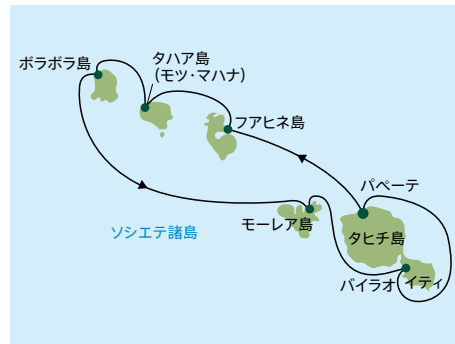 ボラボラ島
タハア島
(モツ・マハナ)
フアヒネ島
パペーテ
モーレア島
タヒチ島
ソシエテ諸島
バイラオ
イティ